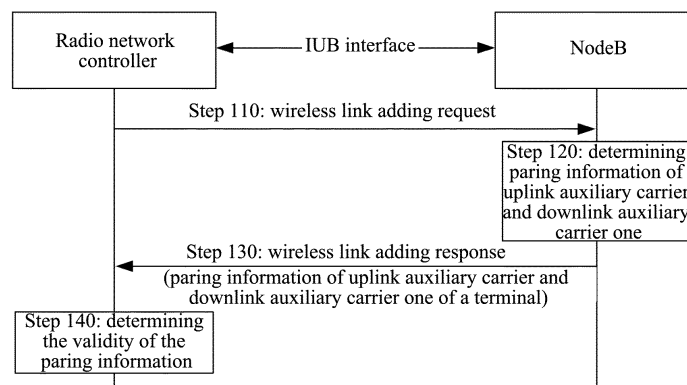 Radio network
controller
IUB interface
NodeB
Step 110: wireless link adding request
Step 120: determining
paring information of
uplink auxiliary carrier
and downlink auxiliary
carrier one
Step 130: wireless link adding response
(paring information of uplink auxiliary carrier and
downlink auxiliary carrier one of a terminal)
Step 140: determining
the validity of the
paring information